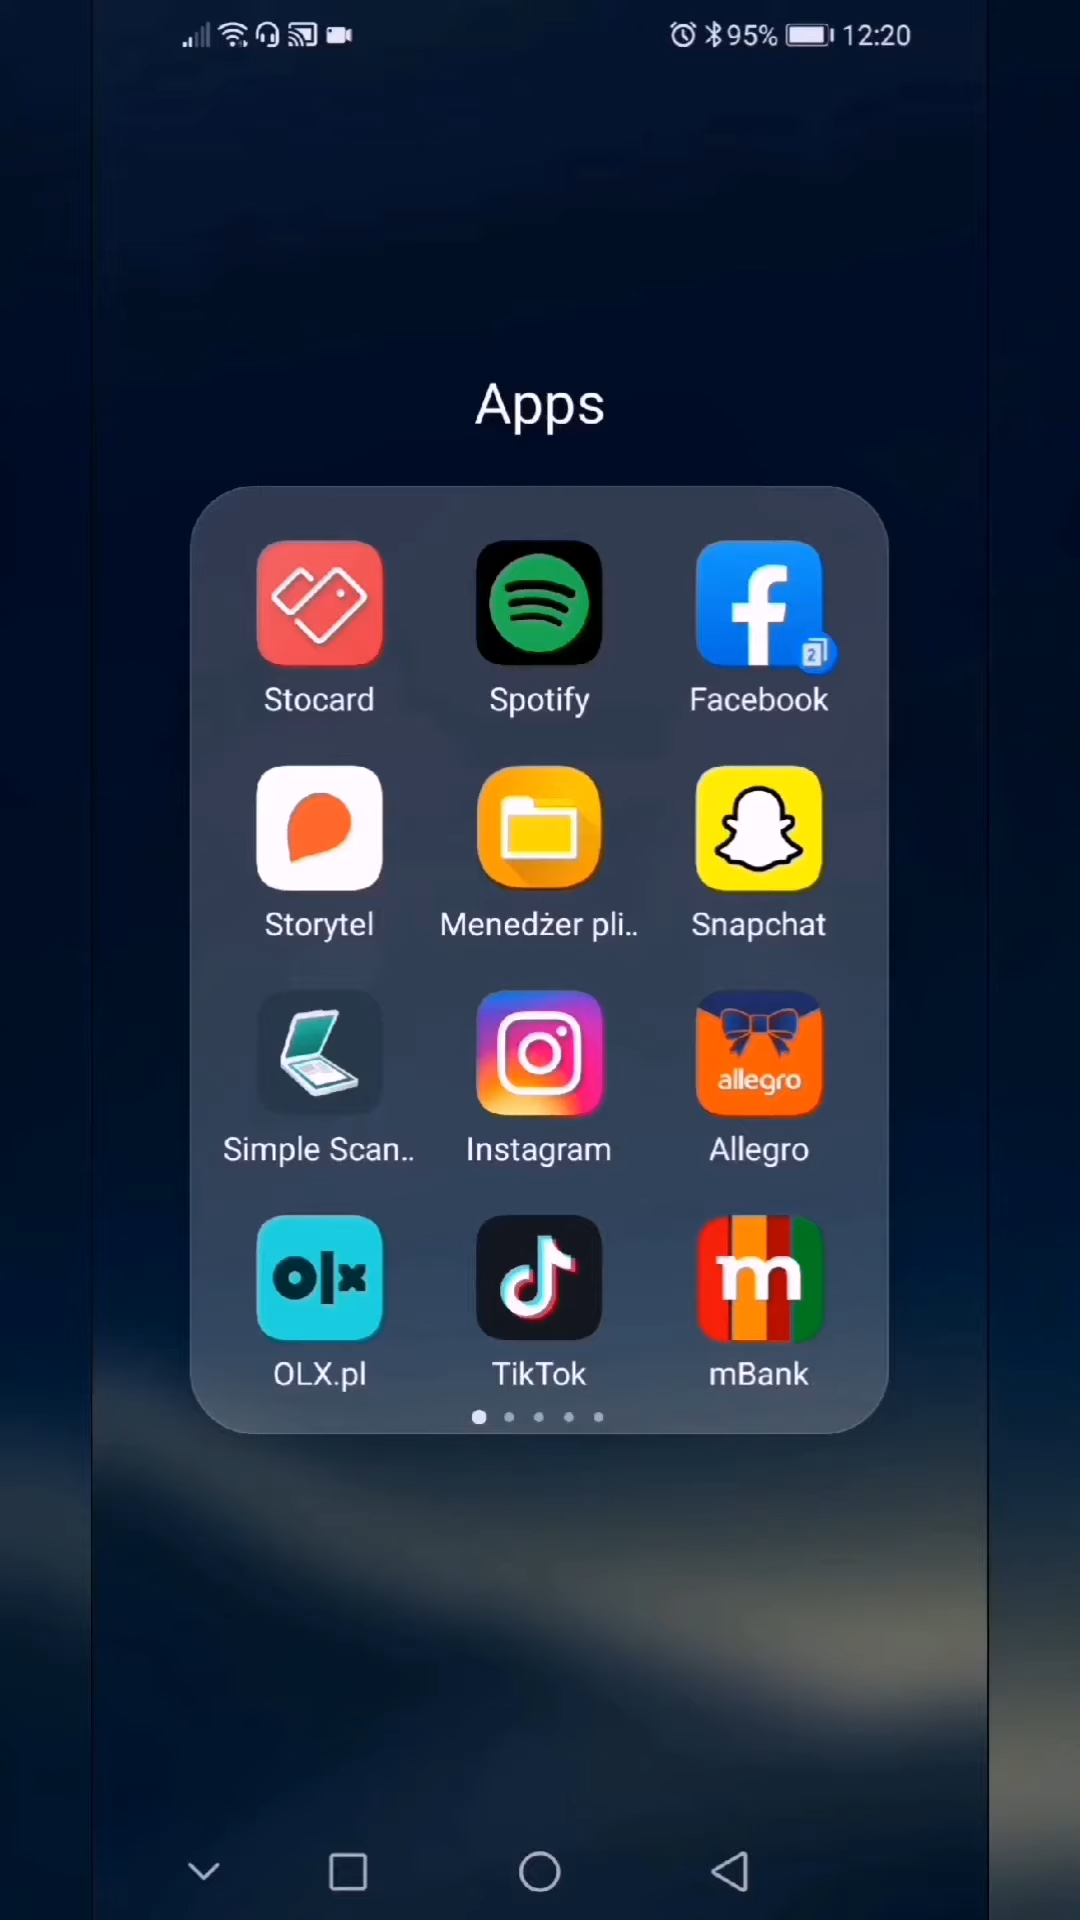 95% 12:20
Apps
Stocard Spotify Facebook
2
Storytel Menedżer pli.. Snapchat
allegro
Simple Scan.. Instagram Allegro
olx m
OLX.pl TikTok mBank